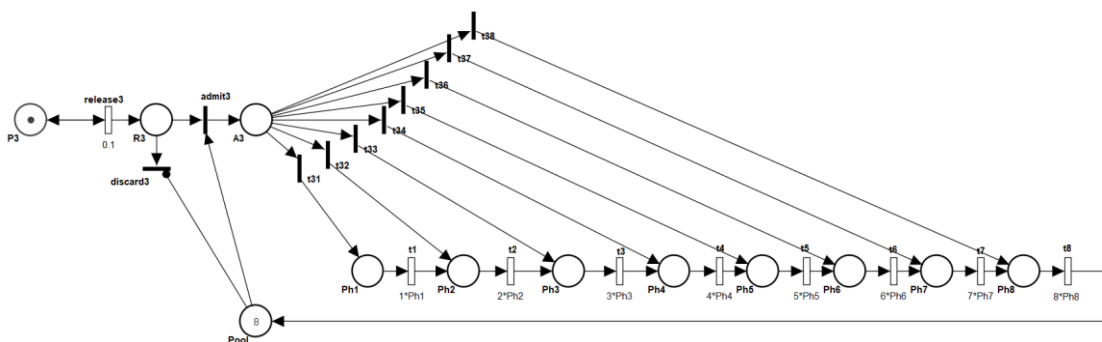 t38
t37
t36
t35
t34
t33
t32
t31
release3
admit3
P3
R3
A3
0.1
discard3
t1
t2
t3
t4
t5
t6
t7
t8
Ph1
Ph2
Ph3
Ph4
Ph5
Ph6
Ph7
Ph8
1*Ph1
2*Ph2
3*Ph3
4*Ph4
5*Ph5
6*Ph6
7*Ph7
8*Ph8
8
Pool